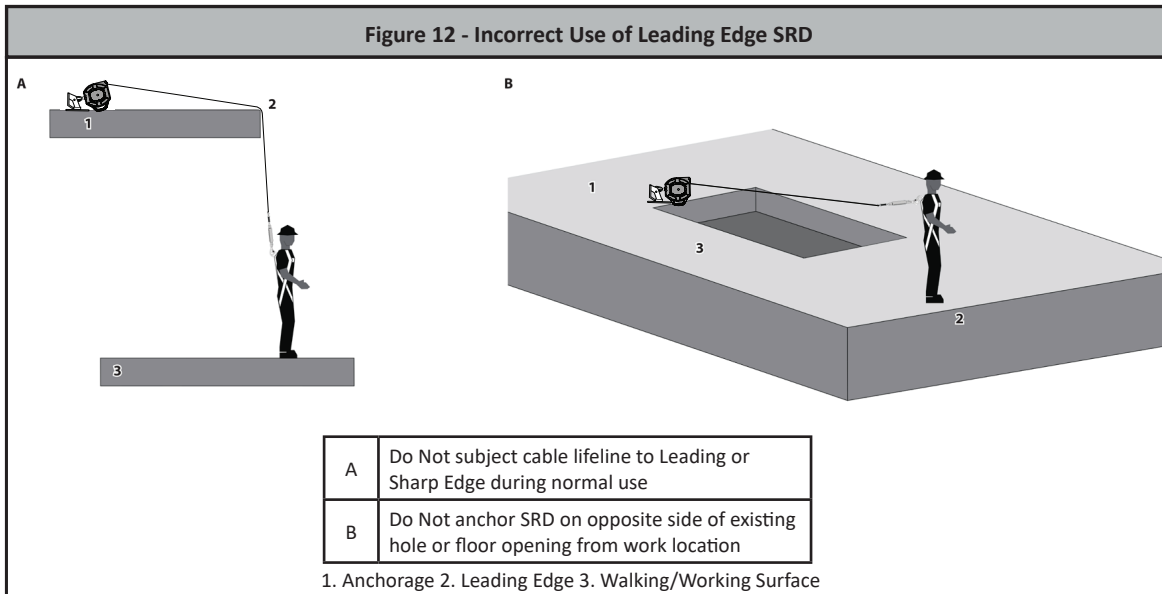 Figure 12 - Incorrect Use of Leading Edge SRD
A
1
2
3
B
1
3
2
A
Do Not subject cable lifeline to Leading or
Sharp Edge during normal use
B
Do Not anchor SRD on opposite side of existing
hole or floor opening from work location
1. Anchorage 2. Leading Edge 3. Walking/Working Surface